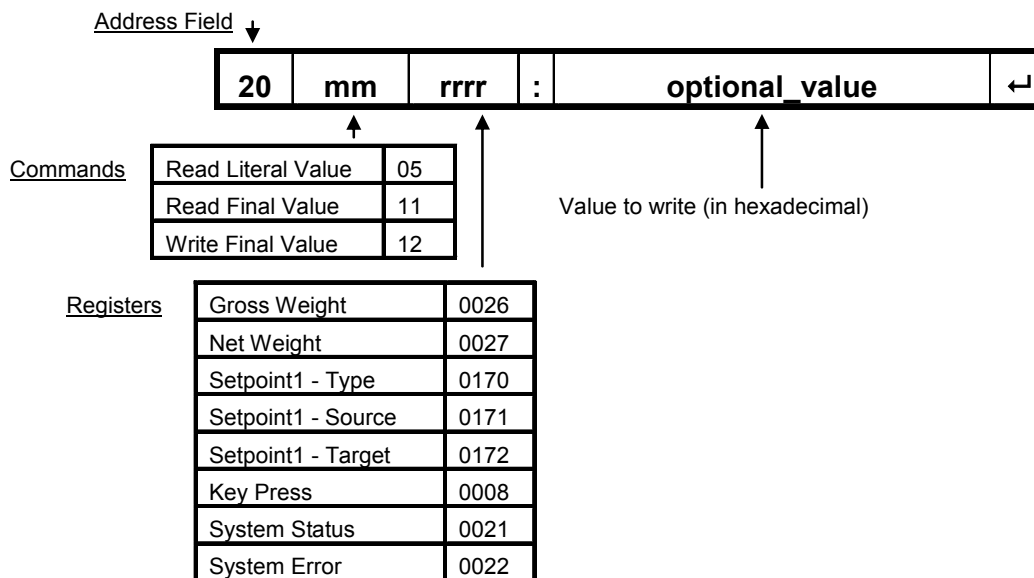 Address Field
20 mm rrrr : optional_value ↵
Commands
Read Literal Value 05
Read Final Value 11
Write Final Value 12
Value to write (in hexadecimal)
Registers
Gross Weight 0026
Net Weight 0027
Setpoint1 - Type 0170
Setpoint1 - Source 0171
Setpoint1 - Target 0172
Key Press 0008
System Status 0021
System Error 0022